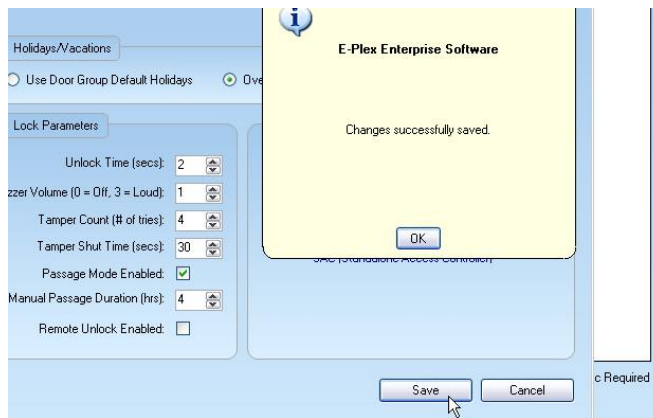 Holidays/Vacations
Use Door Group Default Holidays
E-Plex Enterprise Software
Changes successfully saved.
OK
Lock Parameters
Unlock Time (secs): 2
Volume (0 = Off, 3 = Loud): 1
Tamper Count (# of tries): 4
Tamper Shut Time (secs): 30
Passage Mode Enabled:
Manual Passage Duration (hrs): 4
Remote Unlock Enabled:
SAC (Standalone Access Controller)
Save
Cancel
Required